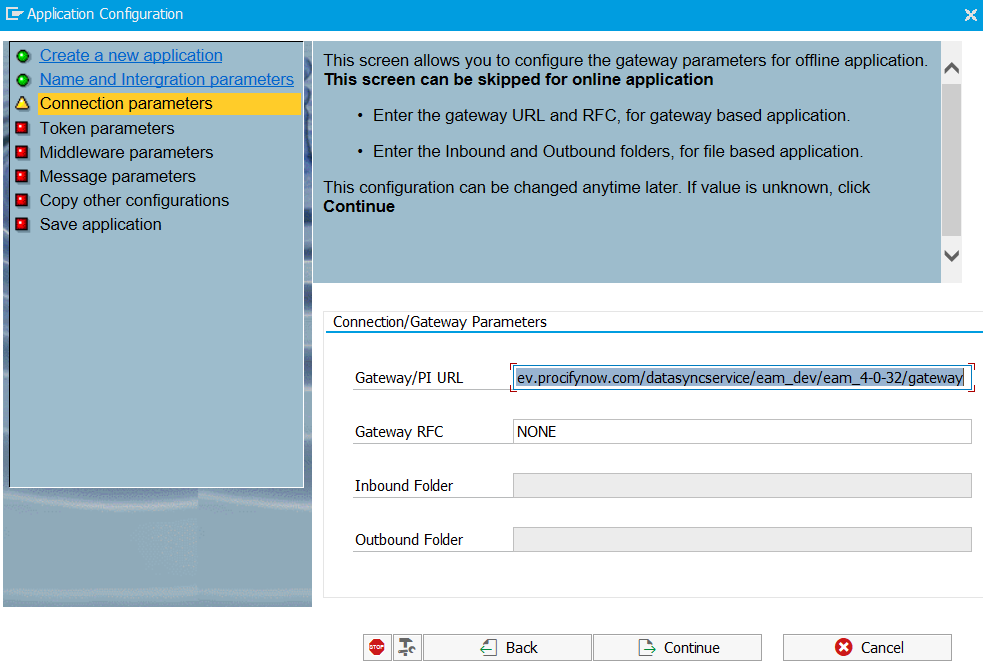 Application Configuration
Create a new application
Name and Intergration parameters
Connection parameters
Token parameters
Middleware parameters
Message parameters
Copy other configurations
Save application
This screen allows you to configure the gateway parameters for offline application.
This screen can be skipped for online application
• Enter the gateway URL and RFC, for gateway based application.
• Enter the Inbound and Outbound folders, for file based application.
This configuration can be changed anytime later. If value is unknown, click
Continue
Connection/Gateway Parameters
Gateway/PI URL ev.procifynow.com/datasyncservice/eam_dev/eam_4-0-32/gateway
Gateway RFC NONE
Inbound Folder
Outbound Folder
STOP Back Continue Cancel